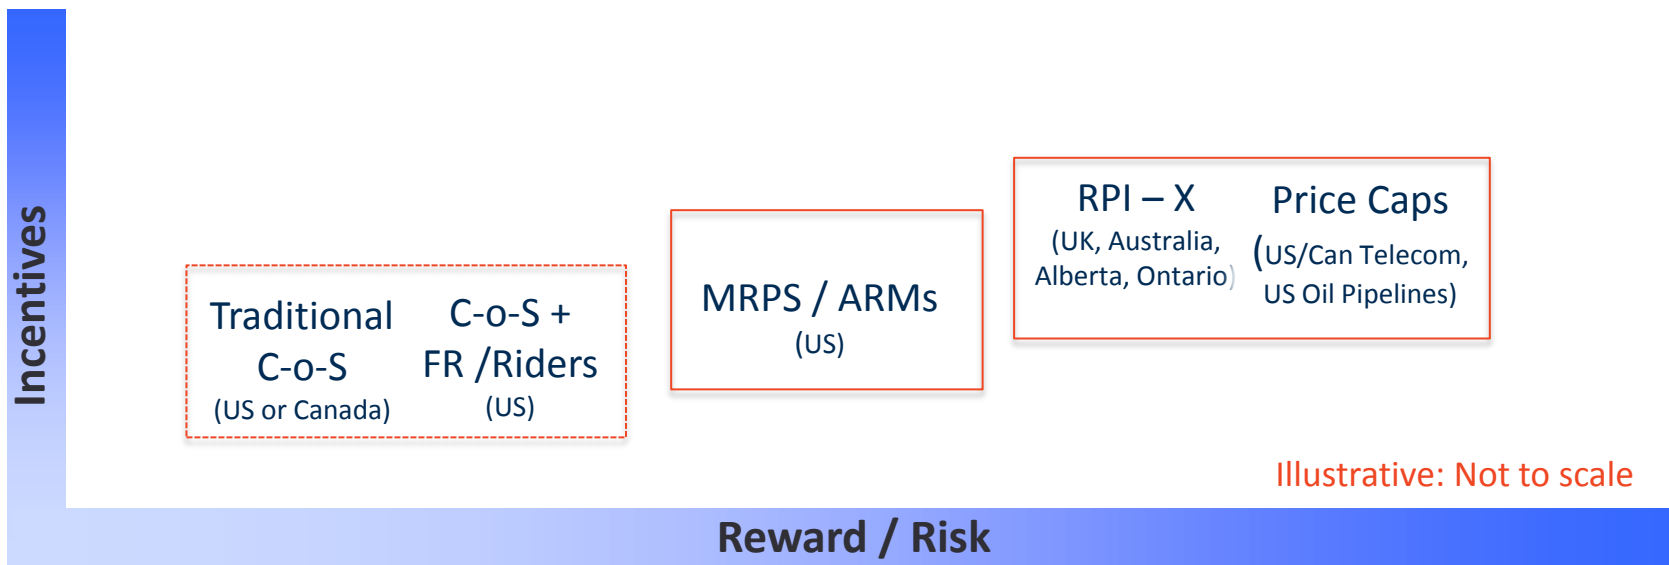 Incentives
Traditional
C-o-S
(US or Canada)
C-o-S +
FR /Riders
(US)
MRPS / ARMs
(US)
RPI – X
(UK, Australia,
Alberta, Ontario)
Price Caps
(US/Can Telecom,
US Oil Pipelines)
Illustrative: Not to scale
Reward / Risk